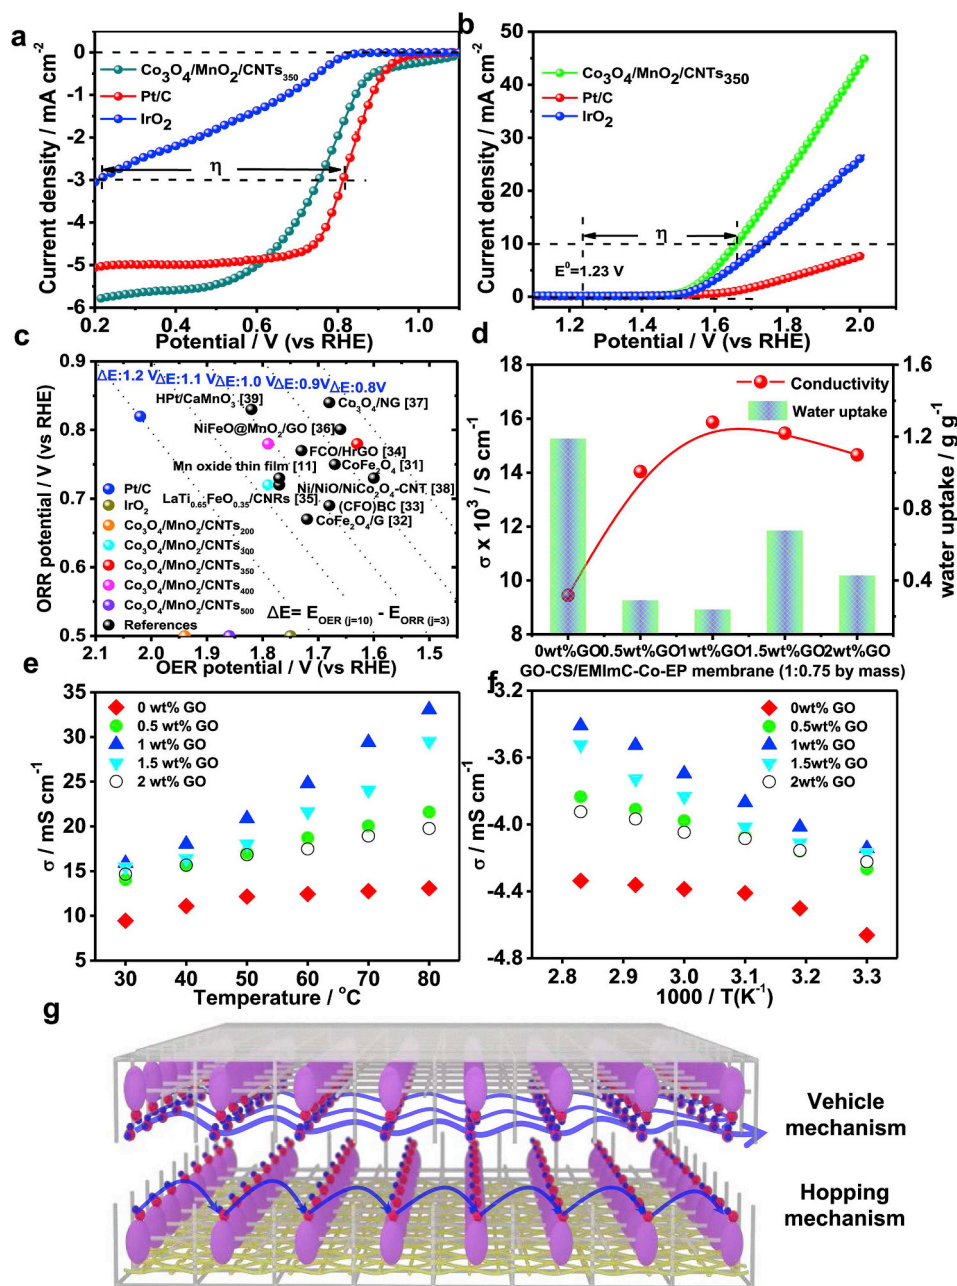 a
Current density / mA cm-2
0
-1
-2
-3
-4
-5
-6
Co3O4/MnO2/CNTs350
Pt/C
IrO2
η
0.2 0.4 0.6 0.8 1.0
Potential / V (vs RHE)
b
Current density / mA cm-2
50
40
30
20
10
0
Co3O4/MnO2/CNTs350
Pt/C
IrO2
η
E0=1.23 V
1.2 1.4 1.6 1.8 2.0
Potential / V (vs RHE)
c
ORR potential / V (vs RHE)
0.9
0.8
0.7
0.6
0.5
ΔE:1.2 V ΔE:1.1 V ΔE:1.0 V ΔE:0.9V ΔE:0.8V
HPt/CaMnO3 [39]
Co3O4/NG [37]
NiFeO@MnO2/GO [36]
FCO/HrGO [34]
Mn oxide thin film [11]
CoFe2O4 [31]
Ni/NiO/NiCo2O4-CNT [38]
LaTi0.65FeO0.35/CNRs [35]
(CFO)BC [33]
CoFe2O4/G [32]
Pt/C
IrO2
Co3O4/MnO2/CNTs200
Co3O4/MnO2/CNTs300
Co3O4/MnO2/CNTs350
Co3O4/MnO2/CNTs400
Co3O4/MnO2/CNTs500
References
ΔE= EOER (j=10) - EORR (j=3)
2.1 2.0 1.9 1.8 1.7 1.6 1.5
OER potential / V (vs RHE)
d
σ x 10³ / S cm-1
18
16
14
12
10
8
Conductivity
Water uptake
1.6
1.2
0.8
0.4
water uptake / g g-1
0wt%GO 0.5wt%GO 1wt%GO 1.5wt%GO 2wt%GO
GO-CS/EMImC-Co-EP membrane (1:0.75 by mass)
e
σ / mS cm-1
35
30
25
20
15
10
5
0 wt% GO
0.5 wt% GO
1 wt% GO
1.5 wt% GO
2 wt% GO
30 40 50 60 70 80
Temperature / oC
f
σ / mS cm-1
-3.2
-3.6
-4.0
-4.4
-4.8
0wt% GO
0.5wt% GO
1wt% GO
1.5wt% GO
2wt% GO
2.8 2.9 3.0 3.1 3.2 3.3
1000 / T(K-1)
g
Vehicle
mechanism
Hopping
mechanism